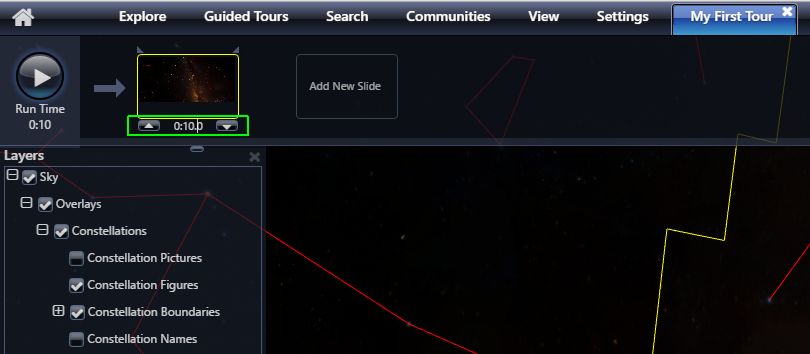 Explore Guided Tours Search Communities View Settings My First Tour
Run Time
0:10
0:10.0
Add New Slide
Layers
Sky
Overlays
Constellations
Constellation Pictures
Constellation Figures
Constellation Boundaries
Constellation Names